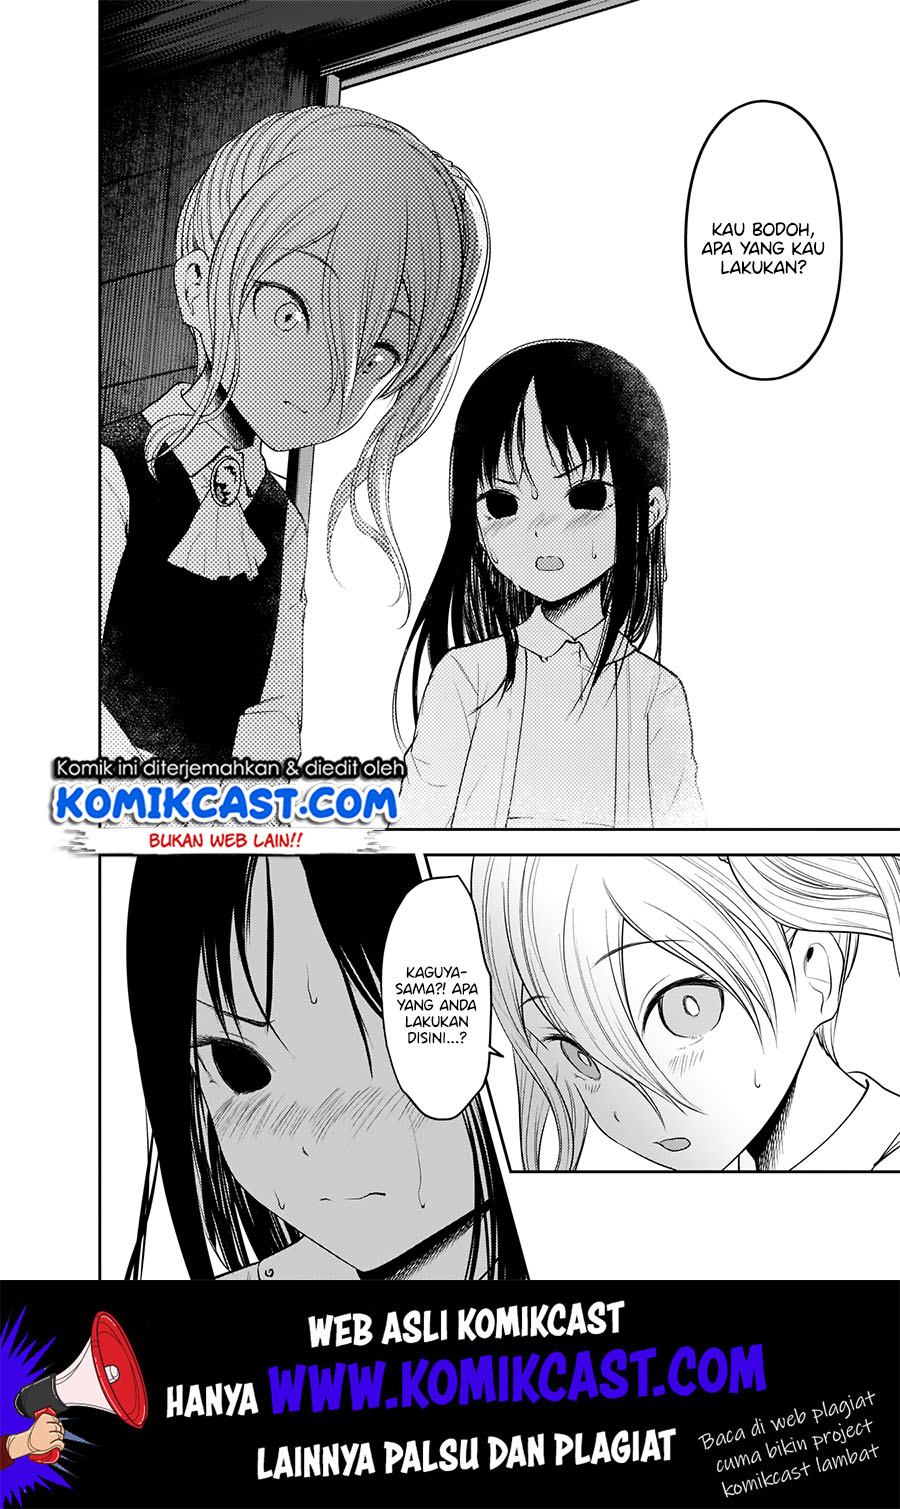 KAU BODOH,
APA YANG KAU
LAKUKAN?
Komik ini diterjemahkan & diedit oleh
KOMIKCAST.COM
BUKAN WEB LAIN!!
KAGUYA-
SAMA?! APA
YANG ANDA
LAKUKAN
DISINI...?
WEB ASLI KOMIKCAST
HANYA WWW.KOMIKCAST.COM
LAINNYA PALSU DAN PLAGIAT
Baca di web plagiat
cuma bikin project
komikcast lambat